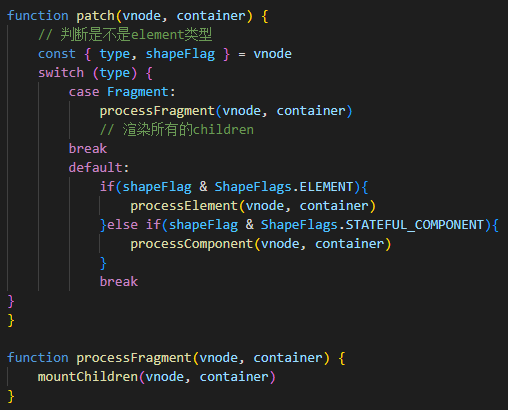 function patch(vnode, container) {
    // 判断是不是element类型
    const { type, shapeFlag } = vnode
    switch (type) {
        case Fragment:
            processFragment(vnode, container)
            // 渲染所有的children
        break
        default:
            if(shapeFlag & ShapeFlags.ELEMENT){
                processElement(vnode, container)
            }else if(shapeFlag & ShapeFlags.STATEFUL_COMPONENT){
                processComponent(vnode, container)
            }
            break
}
}

function processFragment(vnode, container) {
    mountChildren(vnode, container)
}